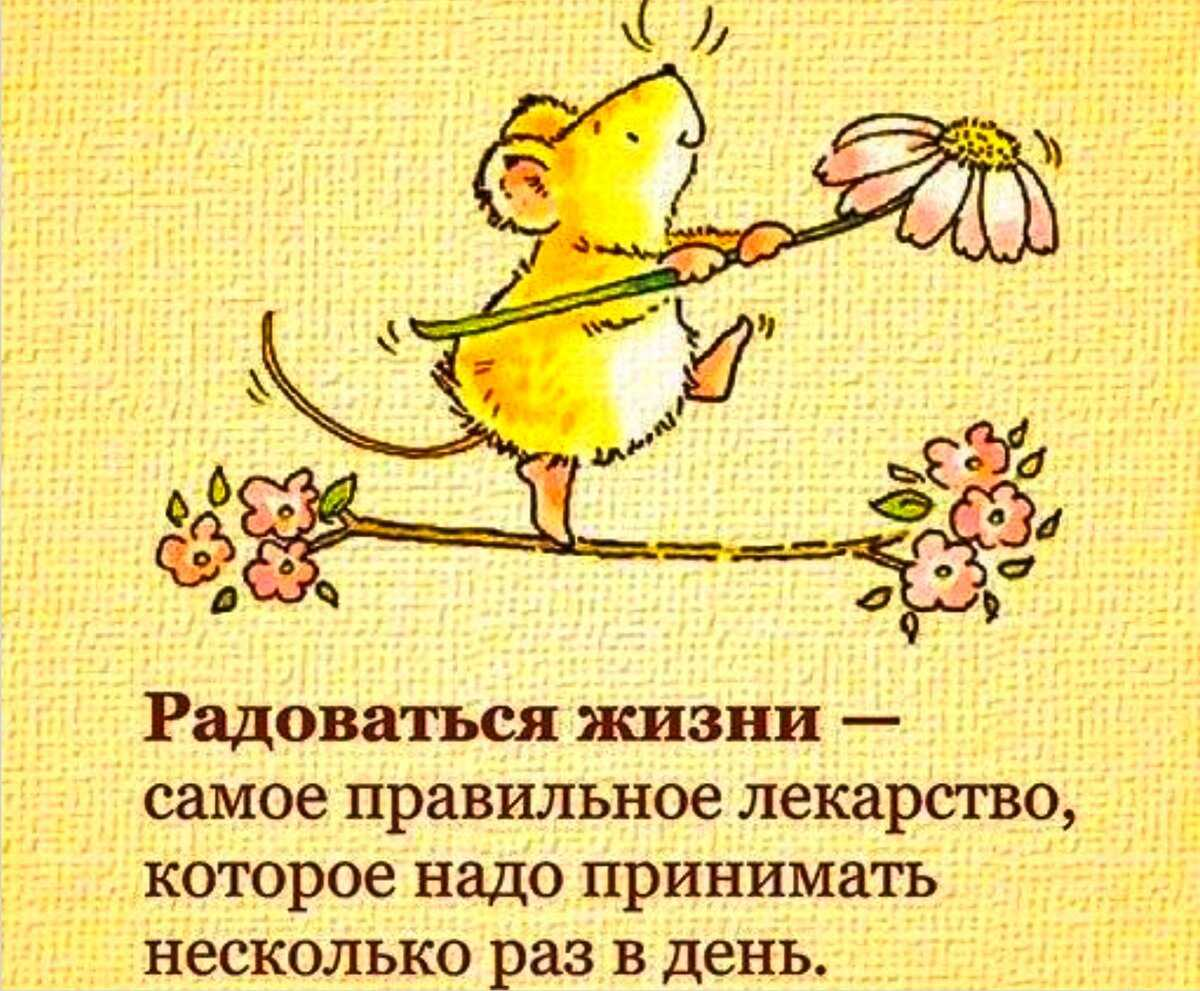 Радоваться жизни —
самое правильное лекарство,
которое надо принимать
несколько раз в день.